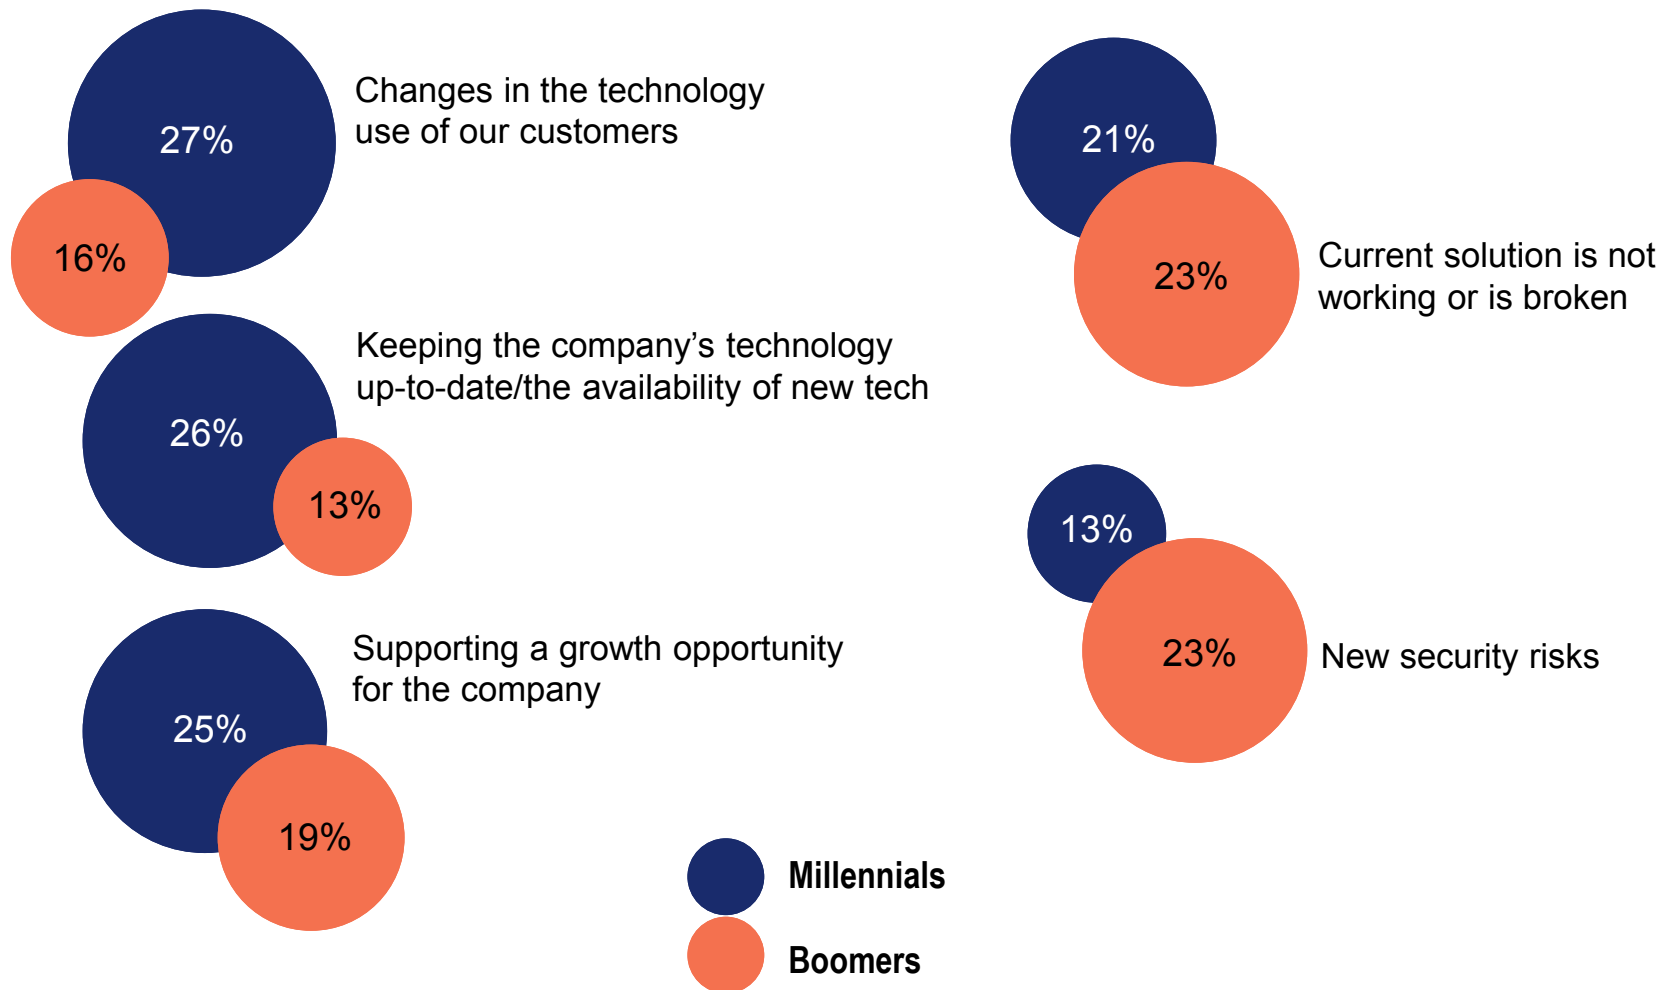 27%
Changes in the technology
use of our customers
16%
Keeping the company’s technology
up-to-date/the availability of new tech
26%
13%
Supporting a growth opportunity
for the company
25%
19%
21%
23%
Current solution is not
working or is broken
13%
23%
New security risks
Millennials
Boomers